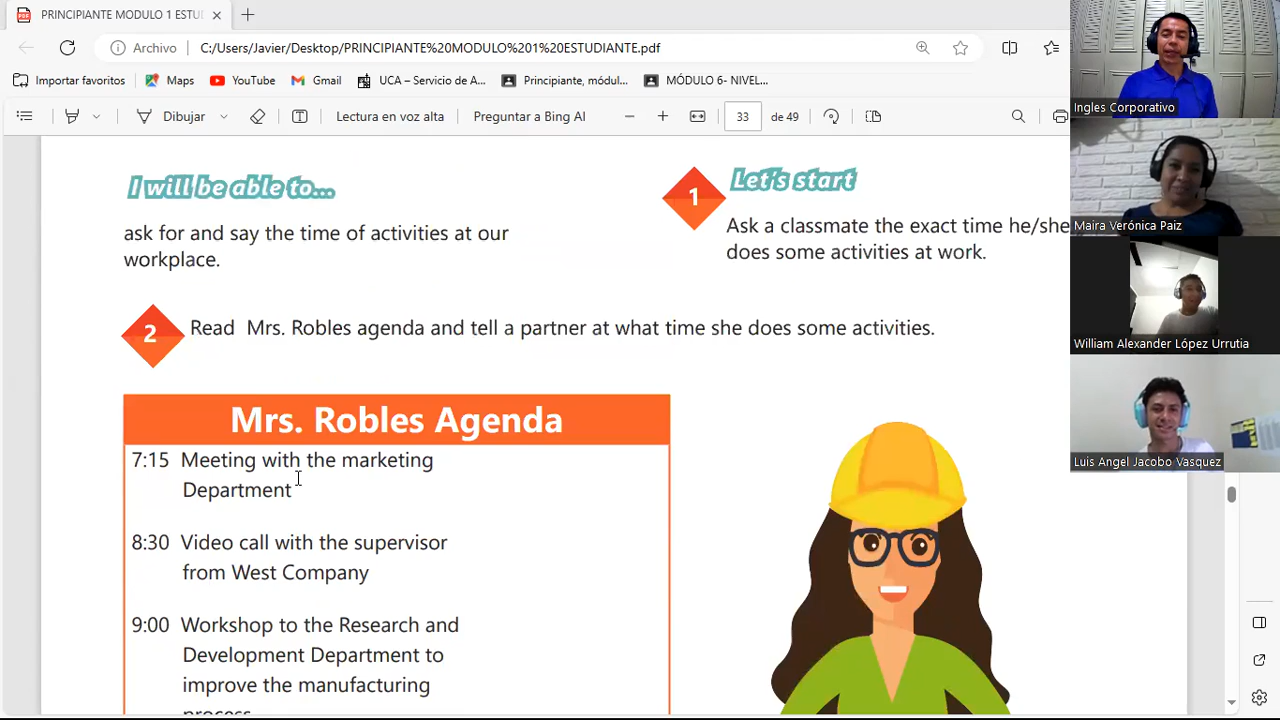 PRINCIPIANTE MODULO 1 ESTU
Archivo C:/Users/Javier/Desktop/PRINCIPIANTE%20MODULO%201%20ESTUDIANTE.pdf
Importar favoritos Maps YouTube Gmail UCA – Servicio de A... Principiante, módul... MÓDULO 6- NIVEL...
Dibujar Lectura en voz alta Preguntar a Bing AI 33 de 49
I will be able to...
ask for and say the time of activities at our
workplace.
1 Let's start
Ask a classmate the exact time he/she
does some activities at work.
2 Read Mrs. Robles agenda and tell a partner at what time she does some activities.
Mrs. Robles Agenda
7:15 Meeting with the marketing
Department
8:30 Video call with the supervisor
from West Company
9:00 Workshop to the Research and
Development Department to
improve the manufacturing
process
Ingles Corporativo
Maira Verónica Paiz
William Alexander López Urrutia
Luis Angel Jacobo Vasquez